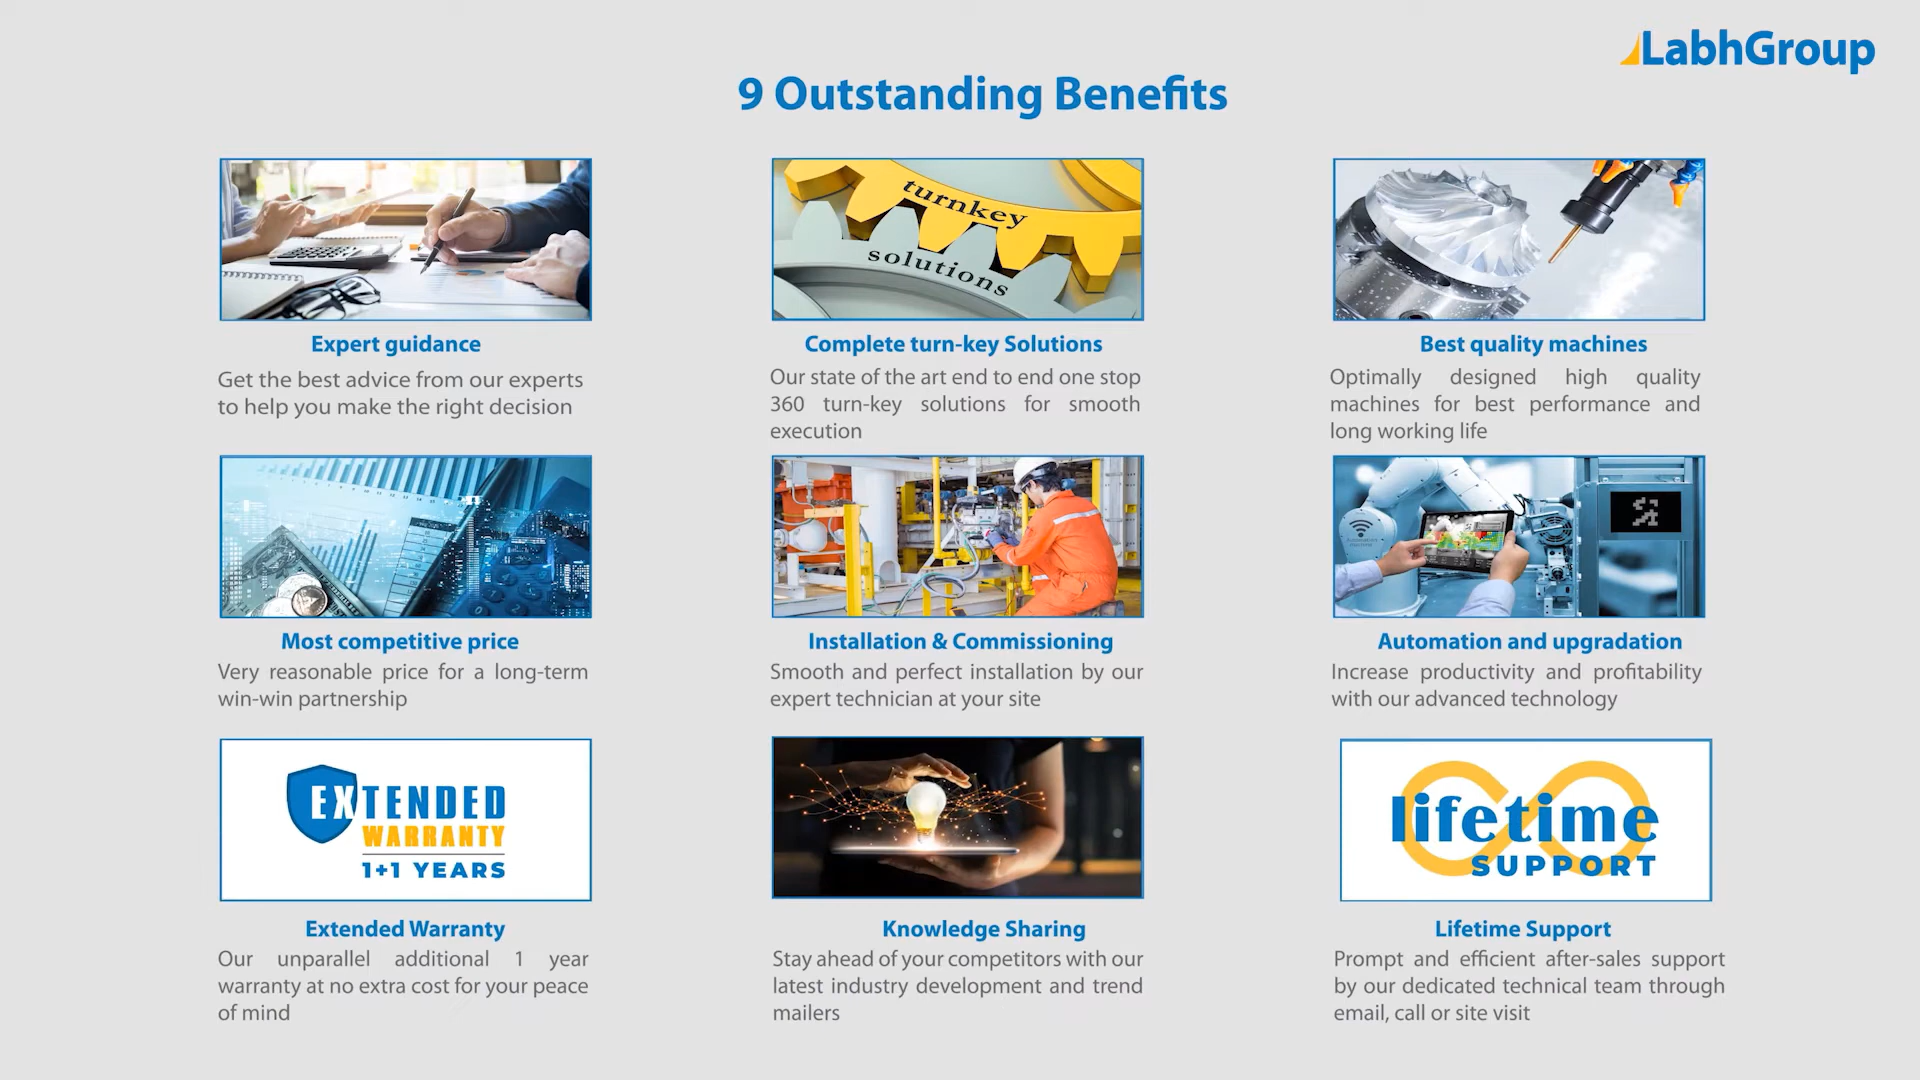 LabhGroup
9 Outstanding Benefits
turnkey
solutions
Expert guidance
Get the best advice from our experts
to help you make the right decision
Complete turn-key Solutions
Our state of the art end to end one stop
360 turn-key solutions for smooth
execution
Best quality machines
Optimally designed high quality
machines for best performance and
long working life
Most competitive price
Very reasonable price for a long-term
win-win partnership
Installation & Commissioning
Smooth and perfect installation by our
expert technician at your site
Automation and upgradation
Increase productivity and profitability
with our advanced technology
EXTENDED
WARRANTY
1+1 YEARS
Extended Warranty
Our unparallel additional 1 year
warranty at no extra cost for your peace
of mind
Knowledge Sharing
Stay ahead of your competitors with our
latest industry development and trend
mailers
lifetime
SUPPORT
Lifetime Support
Prompt and efficient after-sales support
by our dedicated technical team through
email, call or site visit